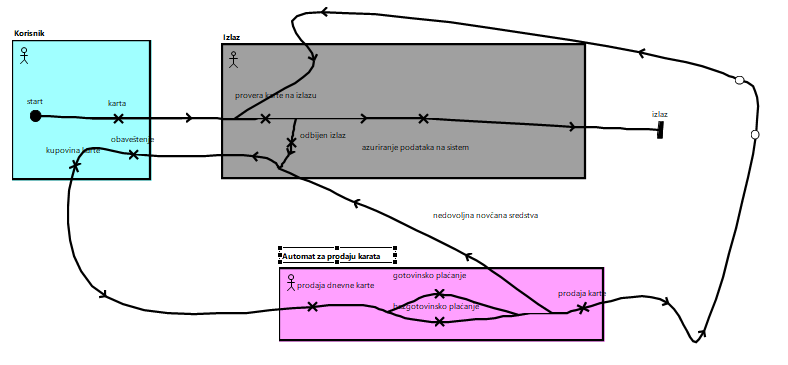 Korisnik
Izlaz
start
karta
provera karte na izlazu
izlaz
obaveštenje
kupovina karte
odbijen izlaz
azuriranje podataka na sistem
nedovoljna novčana sredstva
Automat za prodaju karata
gotovinsko plaćanje
prodaja dnevne karte
prodaja karte
bezgotovinsko plaćanje